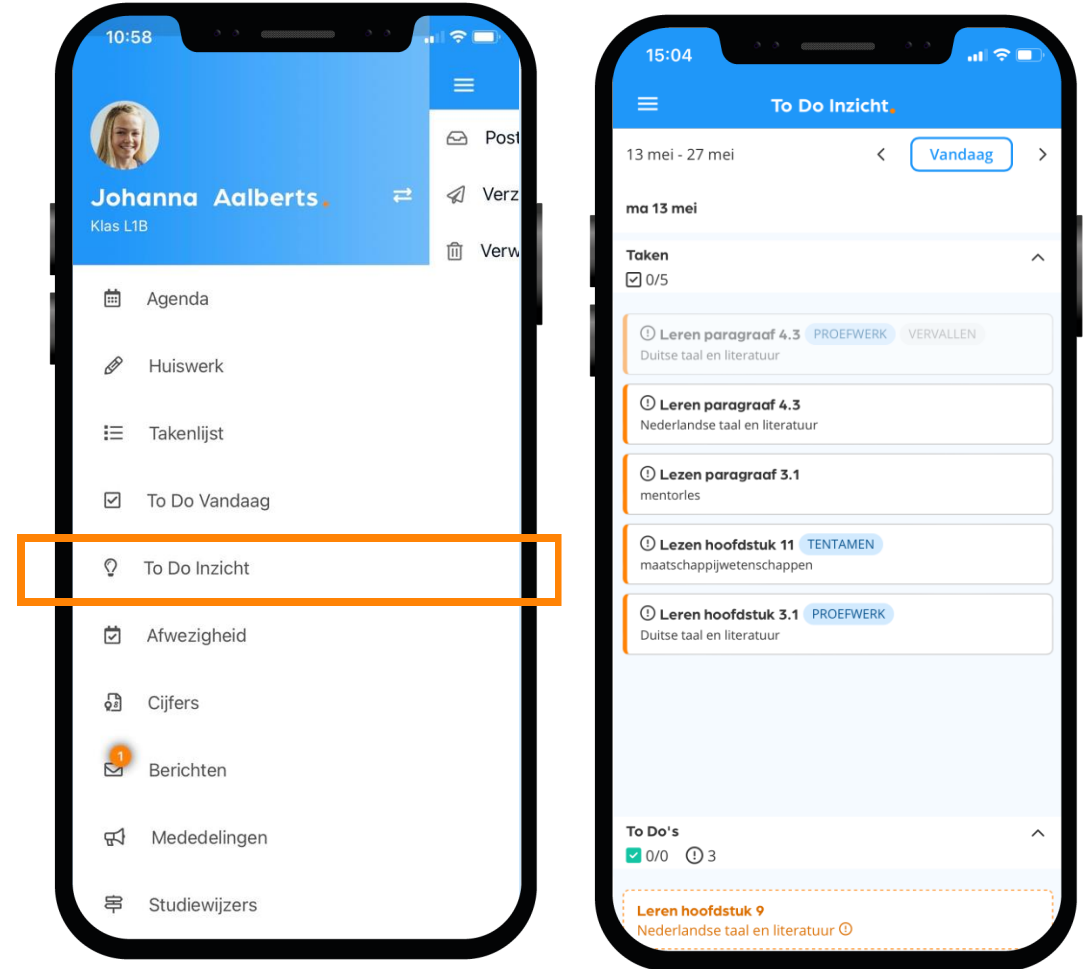 10:58
Johanna Aalberts.
Klas L1B
Post
Verz
Verw
Agenda
Huiswerk
Takenlijst
To Do Vandaag
To Do Inzicht
Afwezigheid
Cijfers
1
Berichten
Mededelingen
Studiewijzers
15:04
To Do Inzicht.
13 mei - 27 mei
Vandaag
ma 13 mei
Taken
0/5
Leren paragraaf 4.3 PROEFWERK VERVALLEN
Duitse taal en literatuur
Leren paragraaf 4.3
Nederlandse taal en literatuur
Lezen paragraaf 3.1
mentorles
Lezen hoofdstuk 11 TENTAMEN
maatschappijwetenschappen
Leren hoofdstuk 3.1 PROEFWERK
Duitse taal en literatuur
To Do's
0/0 3
Leren hoofdstuk 9
Nederlandse taal en literatuur